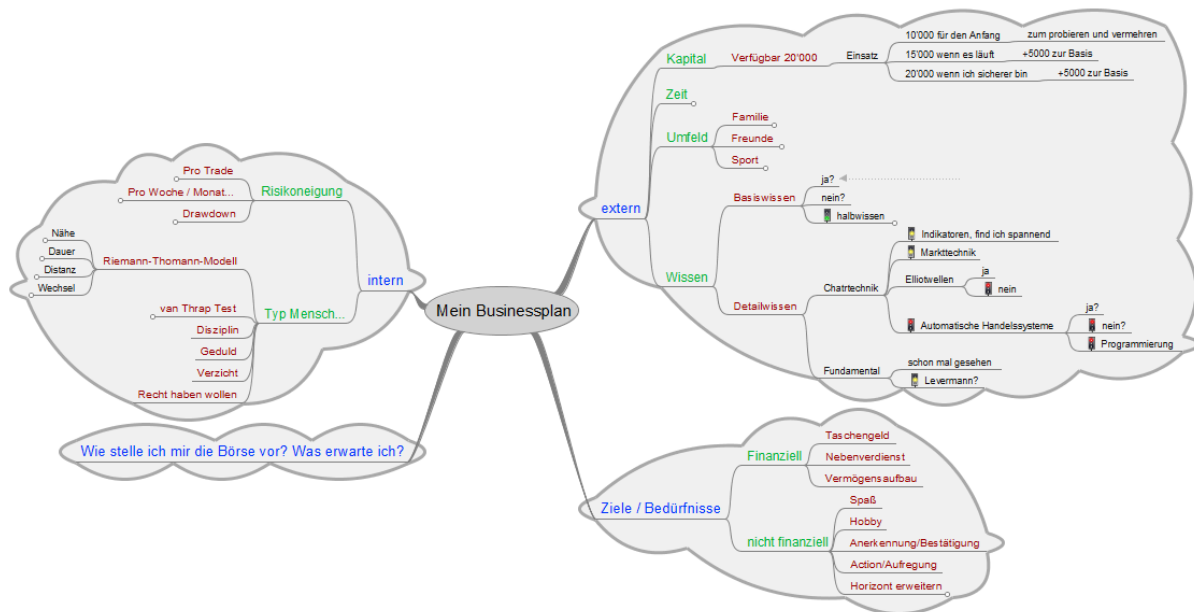 Mein Businessplan
extern
Kapital
Verfügbar 20'000
Einsatz
10'000 für den Anfang
zum probieren und vermehren
15'000 wenn es läuft
+5000 zur Basis
20'000 wenn ich sicherer bin
+5000 zur Basis
Zeit
Umfeld
Familie
Freunde
Sport
Wissen
Basiswissen
ja?
nein?
halbwissen
Detailwissen
Chatrtechnik
Indikatoren, find ich spannend
Markttechnik
Elliotwellen
ja
nein
Automatische Handelssysteme
ja?
nein?
Programmierung
Fundamental
schon mal gesehen
Levermann?
Ziele / Bedürfnisse
Finanziell
Taschengeld
Nebenverdienst
Vermögensaufbau
nicht finanziell
Spaß
Hobby
Anerkennung/Bestätigung
Action/Aufregung
Horizont erweitern
intern
Risikoneigung
Pro Trade
Pro Woche / Monat...
Drawdown
Typ Mensch...
Riemann-Thomann-Modell
Nähe
Dauer
Distanz
Wechsel
van Thrap Test
Disziplin
Geduld
Verzicht
Recht haben wollen
Wie stelle ich mir die Börse vor? Was erwarte ich?